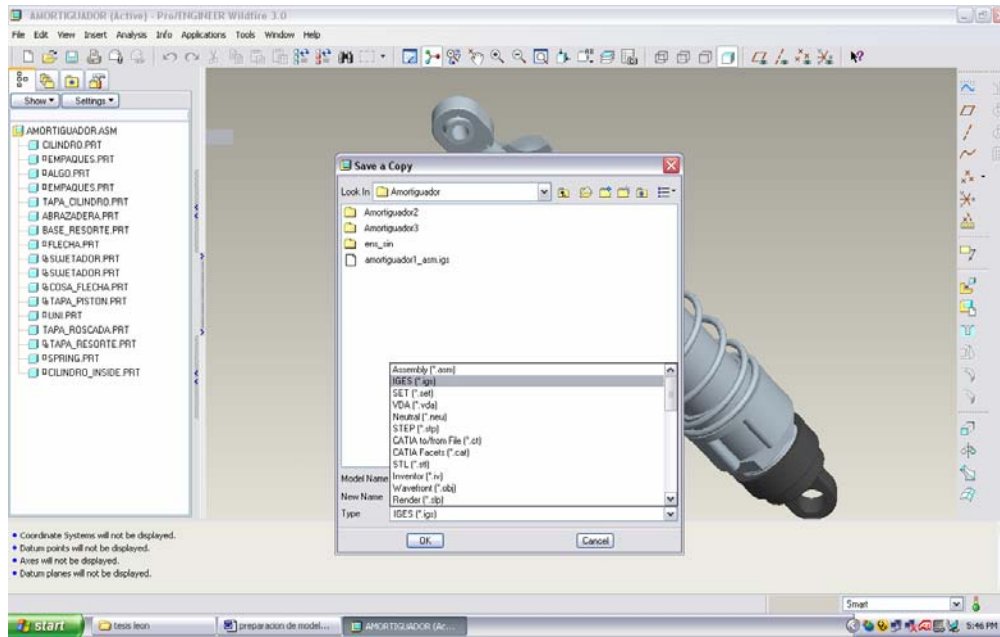 AMORTIGUADOR (Active) - Pro/ENGINEER Wildfire 3.0
File Edit View Insert Analysis Info Applications Tools Window Help
Show Settings
AMORTIGUADOR.ASM
CILINDRO.PRT
EMPAQUES.PRT
ALGO.PRT
EMPAQUES.PRT
TAPA_CILINDRO.PRT
ABRAZADERA.PRT
BASE_RESORTE.PRT
FLECHA.PRT
SUJETADOR.PRT
SUJETADOR.PRT
COSA_FLECHA.PRT
TAPA_PISTON.PRT
UNI.PRT
TAPA_ROSCADA.PRT
TAPA_RESORTE.PRT
SPRING.PRT
CILINDRO_INSIDE.PRT
Save a Copy
Look In Amortiguador
Amortiguador2
Amortiguador3
ens_sin
amortiguador1_asm.igs
Assembly (*.asm)
IGES (*.igs)
SET (*.set)
VDA (*.vda)
Neutral (*.neu)
STEP (*.stp)
CATIA to/from File (*.ct)
CATIA Facets (*.cat)
STL (*.stl)
Model Name Inventor (*.iv)
Wavefront (*.obj)
New Name Render (*.slp)
Type IGES (*.igs)
OK Cancel
• Coordinate Systems will not be displayed.
• Datum points will not be displayed.
• Axes will not be displayed.
• Datum planes will not be displayed.
Smart
start tesis leon preparacion de model... AMORTIGUADOR (Ac... 5:46 PM